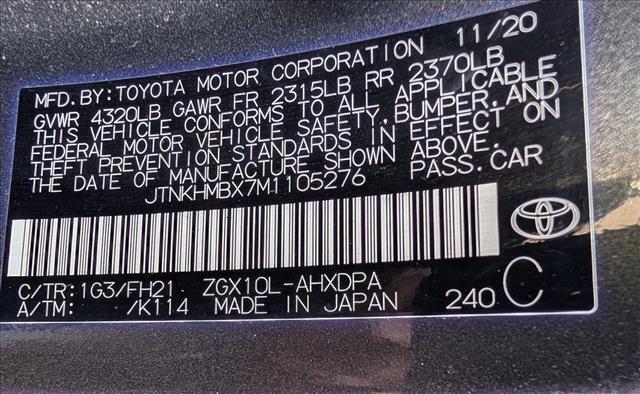 MFD. BY: TOYOTA MOTOR CORPORATION 11/20
GVWR 4320LB GAWR FR 2315LB RR 2370LB
THIS VEHICLE CONFORMS TO ALL APPLICABLE
FEDERAL MOTOR VEHICLE SAFETY, BUMPER, AND
THEFT PREVENTION STANDARDS IN EFFECT ON
THE DATE OF MANUFACTURE SHOWN ABOVE.
JTNKHMBX7M1105276 PASS. CAR
C/TR: 1G3/FH21 ZGX10L-AHXDPA
A/TM: /K114 MADE IN JAPAN 240 C